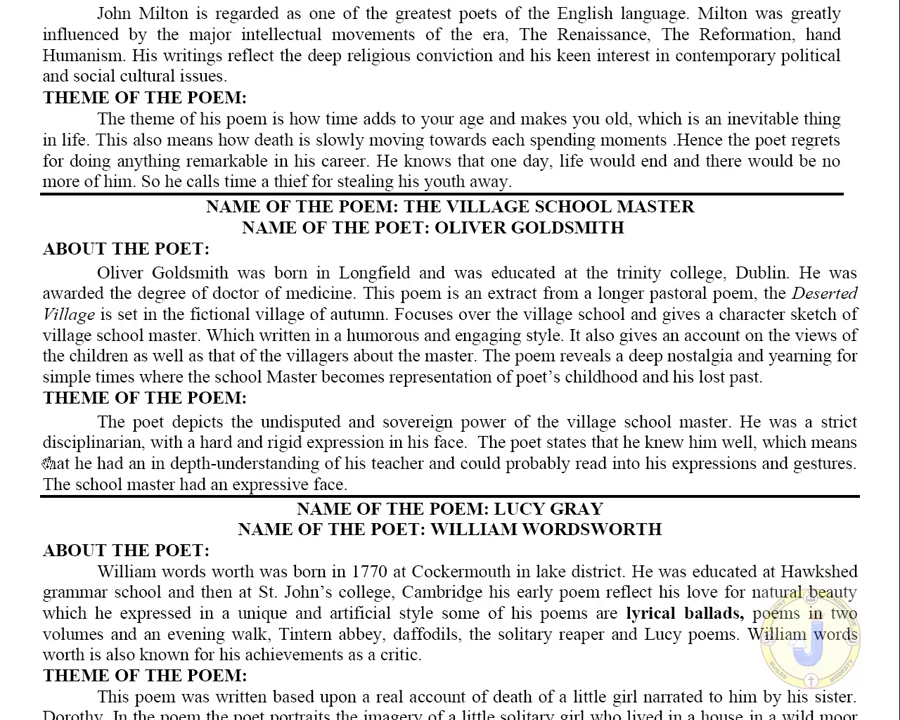 John Milton is regarded as one of the greatest poets of the English language. Milton was greatly
influenced by the major intellectual movements of the era, The Renaissance, The Reformation, hand
Humanism. His writings reflect the deep religious conviction and his keen interest in contemporary political
and social cultural issues.
THEME OF THE POEM:
The theme of his poem is how time adds to your age and makes you old, which is an inevitable thing
in life. This also means how death is slowly moving towards each spending moments .Hence the poet regrets
for doing anything remarkable in his career. He knows that one day, life would end and there would be no
more of him. So he calls time a thief for stealing his youth away.
NAME OF THE POEM: THE VILLAGE SCHOOL MASTER
NAME OF THE POET: OLIVER GOLDSMITH
ABOUT THE POET:
Oliver Goldsmith was born in Longfield and was educated at the trinity college, Dublin. He was
awarded the degree of doctor of medicine. This poem is an extract from a longer pastoral poem, the Deserted
Village is set in the fictional village of autumn. Focuses over the village school and gives a character sketch of
village school master. Which written in a humorous and engaging style. It also gives an account on the views of
the children as well as that of the villagers about the master. The poem reveals a deep nostalgia and yearning for
simple times where the school Master becomes representation of poet's childhood and his lost past.
THEME OF THE POEM:
The poet depicts the undisputed and sovereign power of the village school master. He was a strict
disciplinarian, with a hard and rigid expression in his face. The poet states that he knew him well, which means
that he had an in depth-understanding of his teacher and could probably read into his expressions and gestures.
The school master had an expressive face.
NAME OF THE POEM: LUCY GRAY
NAME OF THE POET: WILLIAM WORDSWORTH
ABOUT THE POET:
William words worth was born in 1770 at Cockermouth in lake district. He was educated at Hawkshed
grammar school and then at St. John's college, Cambridge his early poem reflect his love for natural beauty
which he expressed in a unique and artificial style some of his poems are lyrical ballads, poems in two
volumes and an evening walk, Tintern abbey, daffodils, the solitary reaper and Lucy poems. William words
worth is also known for his achievements as a critic.
THEME OF THE POEM:
This poem was written based upon a real account of death of a little girl narrated to him by his sister.
Dorothy. In the poem the poet portraits the imagery of a little solitary girl who lived in a house in a wild moor